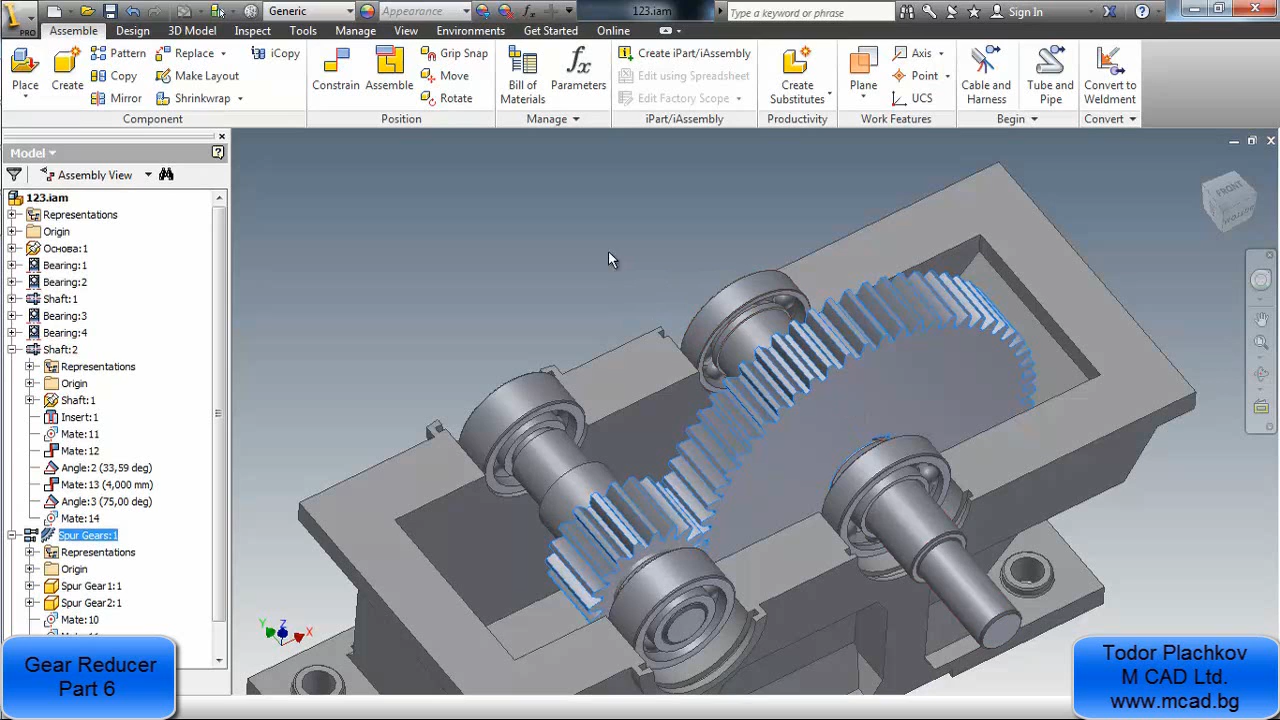 PRO
Generic
Appearance
123.iam
Type a keyword or phrase
Sign In
Assemble
Design
3D Model
Inspect
Tools
Manage
View
Environments
Get Started
Online
Place
Create
Pattern
Copy
Mirror
Replace
Make Layout
Shrinkwrap
iCopy
Component
Constrain
Assemble
Grip Snap
Move
Rotate
Position
Bill of
Materials
Parameters
Manage
Create iPart/iAssembly
Edit using Spreadsheet
Edit Factory Scope
iPart/iAssembly
Create
Substitutes
Productivity
Plane
Axis
Point
UCS
Work Features
Cable and
Harness
Tube and
Pipe
Begin
Convert to
Weldment
Convert
Model
Assembly View
123.iam
Representations
Origin
Основа:1
Bearing:1
Bearing:2
Shaft:1
Bearing:3
Bearing:4
Shaft:2
Representations
Origin
Shaft:1
Insert:1
Mate:11
Mate:12
Angle:2 (33,59 deg)
Mate:13 (4,000 mm)
Angle:3 (75,00 deg)
Mate:14
Spur Gears:1
Representations
Origin
Spur Gear1:1
Spur Gear2:1
Mate:10
FRONT
Z
Y
X
Gear Reducer
Part 6
Todor Plachkov
M CAD Ltd.
www.mcad.bg